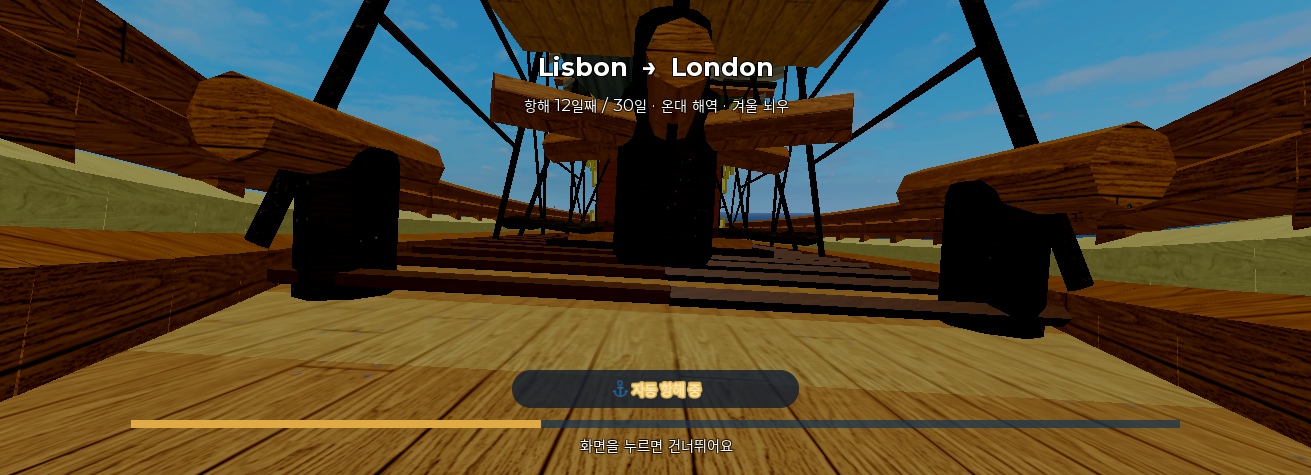 Lisbon → London
항해 12일째 / 30일 · 온대 해역 · 겨울 뇌우
⚓ 자동 항해 중
화면을 누르면 건너뛰어요